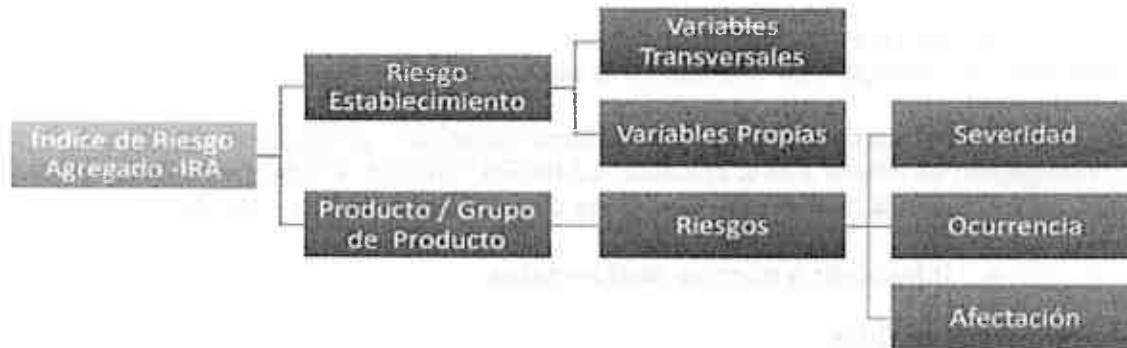 Índice de Riesgo
Agregado -IRA
Riesgo
Establecimiento
Producto / Grupo
de Producto
Variables
Transversales
Variables Propias
Riesgos
Severidad
Ocurrencia
Afectación